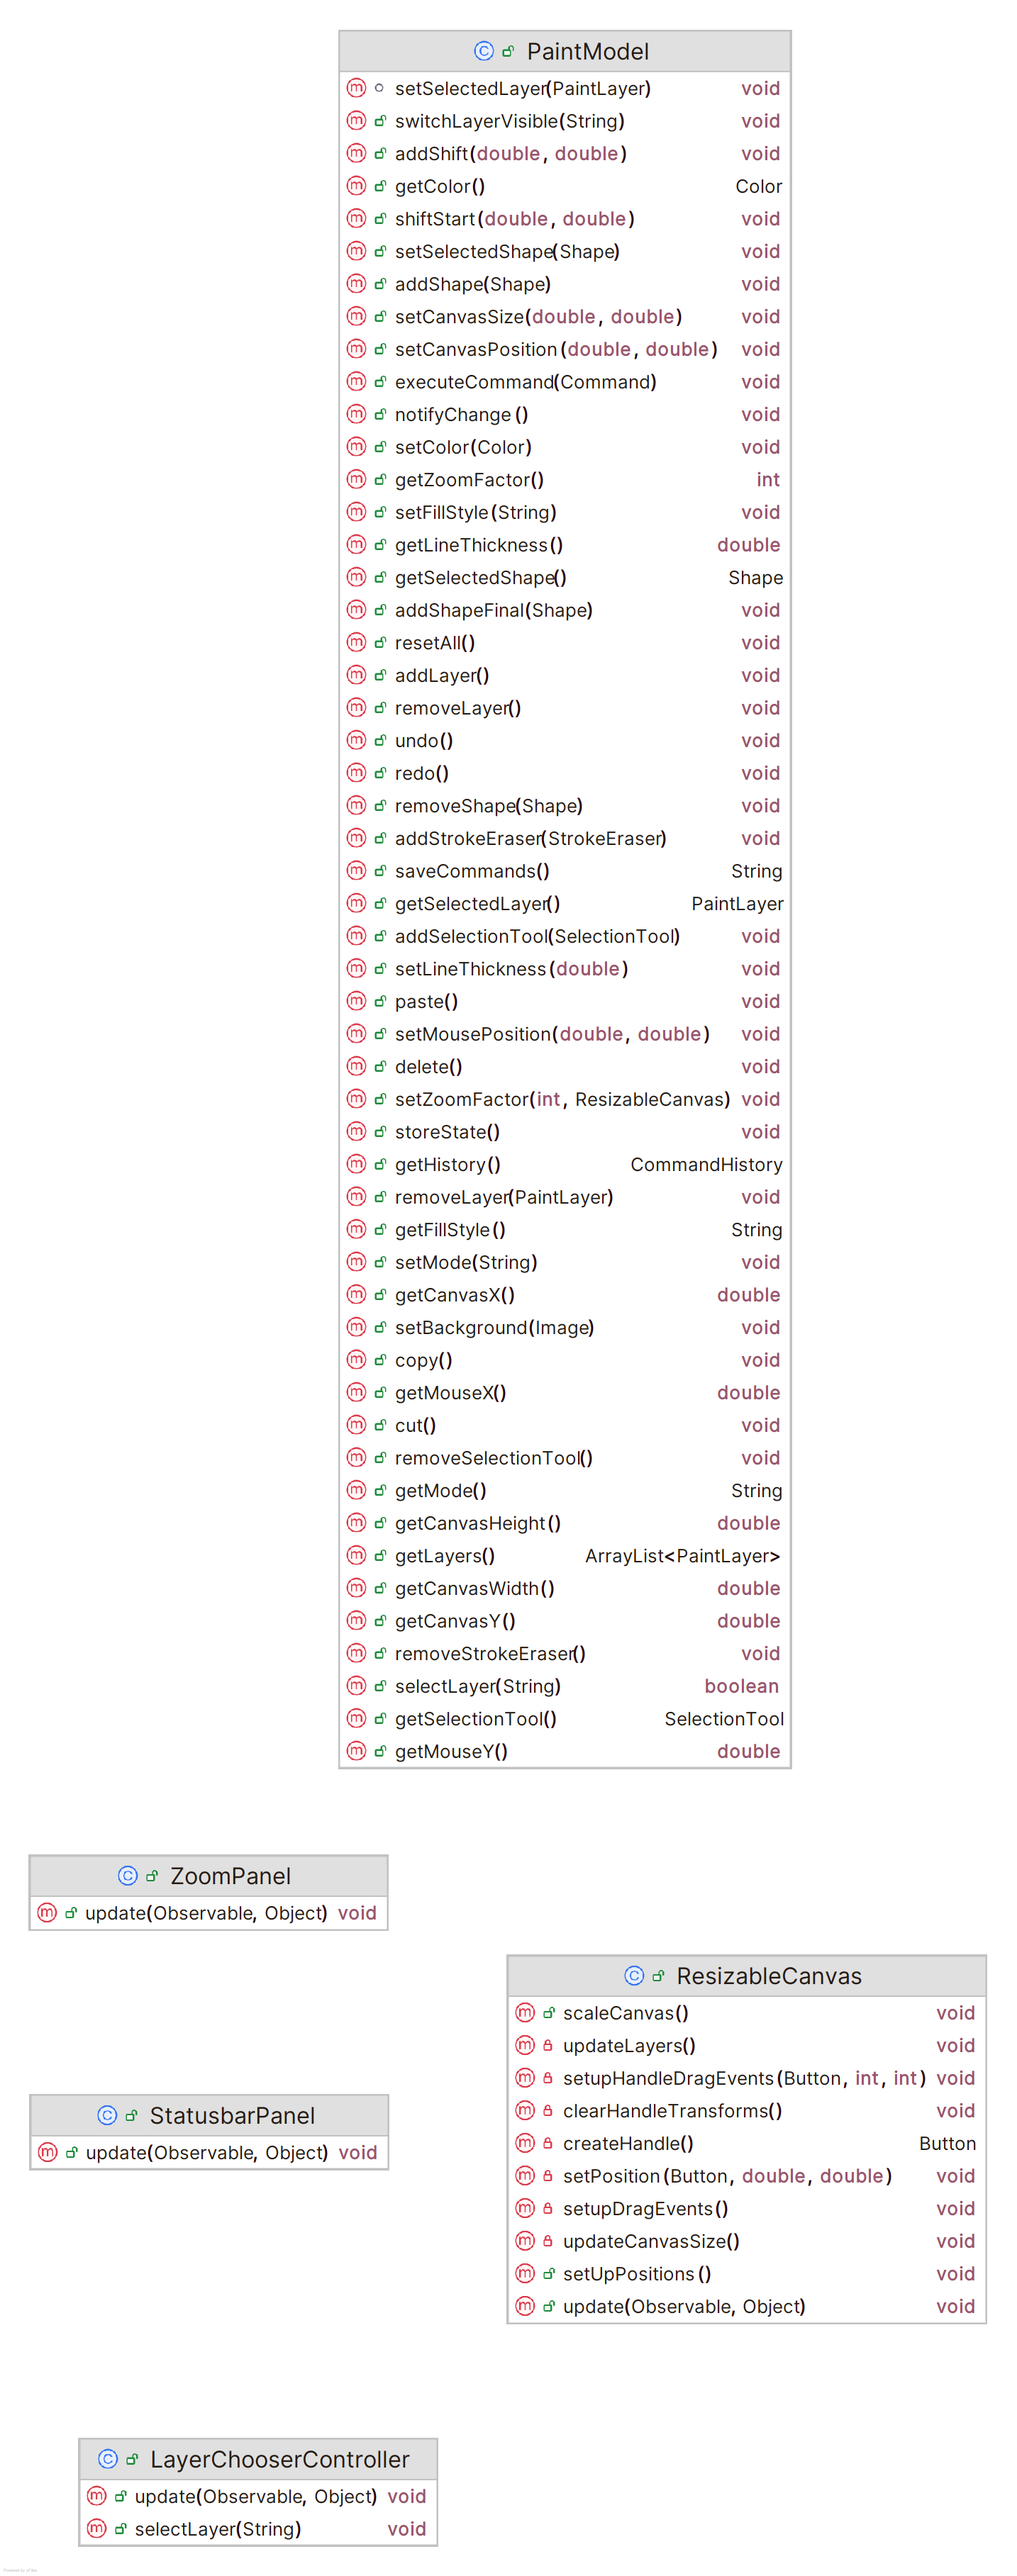 PaintModel
setSelectedLayer(PaintLayer) void
switchLayerVisible(String) void
addShift(double, double) void
getColor() Color
shiftStart(double, double) void
setSelectedShape(Shape) void
addShape(Shape) void
setCanvasSize(double, double) void
setCanvasPosition(double, double) void
executeCommand(Command) void
notifyChange() void
setColor(Color) void
getZoomFactor() int
setFillStyle(String) void
getLineThickness() double
getSelectedShape() Shape
addShapeFinal(Shape) void
resetAll() void
addLayer() void
removeLayer() void
undo() void
redo() void
removeShape(Shape) void
addStrokeEraser(StrokeEraser) void
saveCommands() String
getSelectedLayer() PaintLayer
addSelectionTool(SelectionTool) void
setLineThickness(double) void
paste() void
setMousePosition(double, double) void
delete() void
setZoomFactor(int, ResizableCanvas) void
storeState() void
getHistory() CommandHistory
removeLayer(PaintLayer) void
getFillStyle() String
setMode(String) void
getCanvasX() double
setBackground(Image) void
copy() void
getMouseX() double
cut() void
removeSelectionTool() void
getMode() String
getCanvasHeight() double
getLayers() ArrayList<PaintLayer>
getCanvasWidth() double
getCanvasY() double
removeStrokeEraser() void
selectLayer(String) boolean
getSelectionTool() SelectionTool
getMouseY() double
ZoomPanel
update(Observable, Object) void
ResizableCanvas
scaleCanvas() void
updateLayers() void
setupHandleDragEvents(Button, int, int) void
clearHandleTransforms() void
createHandle() Button
setPosition(Button, double, double) void
setupDragEvents() void
updateCanvasSize() void
setUpPositions() void
update(Observable, Object) void
StatusbarPanel
update(Observable, Object) void
LayerChooserController
update(Observable, Object) void
selectLayer(String) void